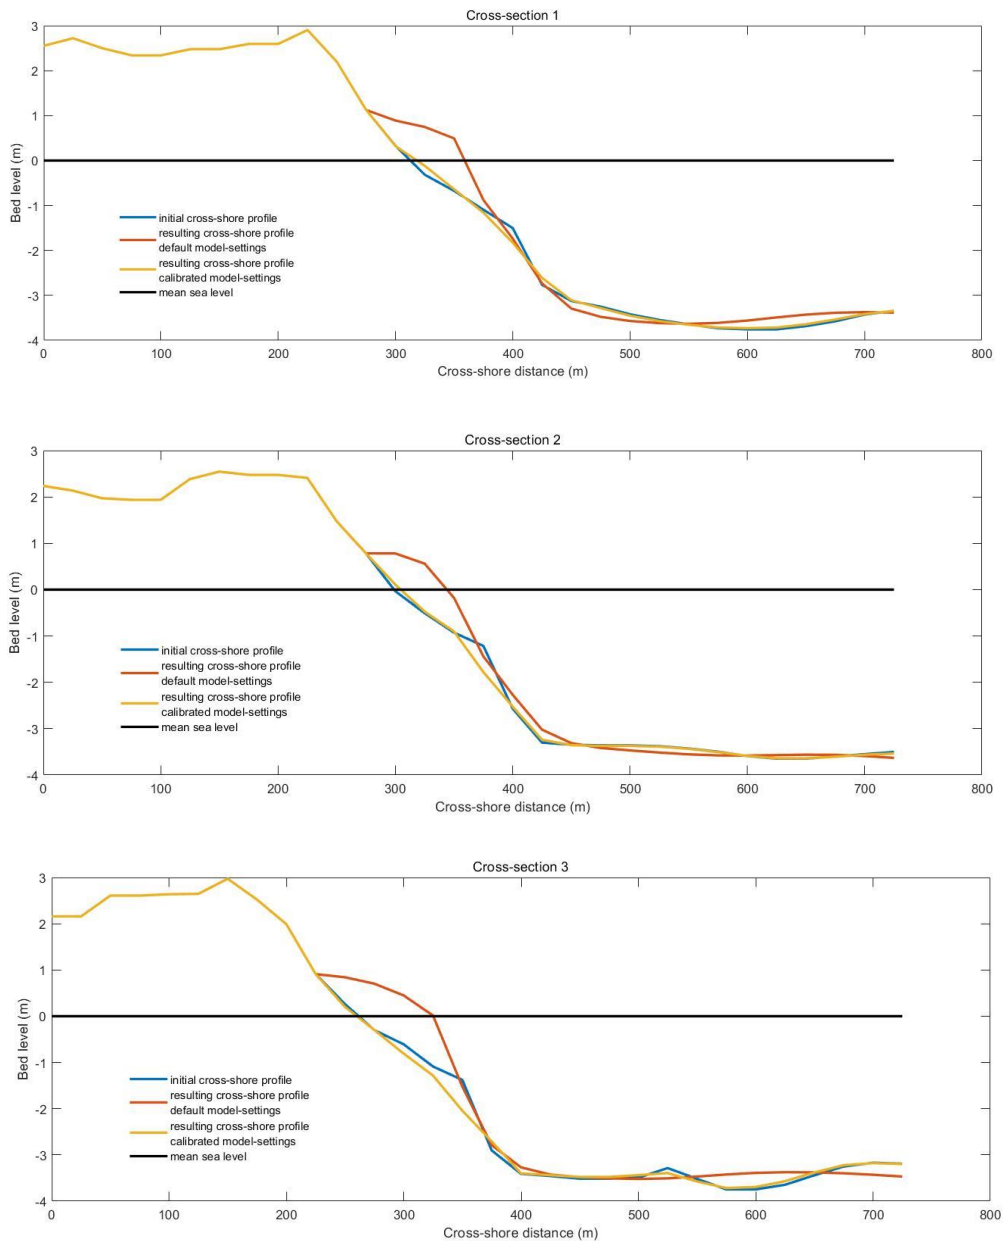 Cross-section 1
3
2
1
0
-1
-2
-3
-4
Bed level (m)
initial cross-shore profile
resulting cross-shore profile
default model-settings
resulting cross-shore profile
calibrated model-settings
mean sea level
0 100 200 300 400 500 600 700 800
Cross-shore distance (m)
Cross-section 2
3
2
1
0
-1
-2
-3
-4
Bed level (m)
initial cross-shore profile
resulting cross-shore profile
default model-settings
resulting cross-shore profile
calibrated model-settings
mean sea level
0 100 200 300 400 500 600 700 800
Cross-shore distance (m)
Cross-section 3
3
2
1
0
-1
-2
-3
-4
Bed level (m)
initial cross-shore profile
resulting cross-shore profile
default model-settings
resulting cross-shore profile
calibrated model-settings
mean sea level
0 100 200 300 400 500 600 700 800
Cross-shore distance (m)